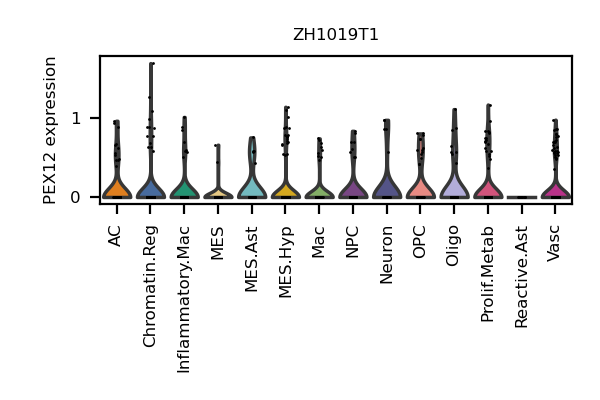 ZH1019T1
PEX12 expression
1
0
AC
Chromatin.Reg
Inflammatory.Mac
MES
MES.Ast
MES.Hyp
Mac
NPC
Neuron
OPC
Oligo
Prolif.Metab
Reactive.Ast
Vasc